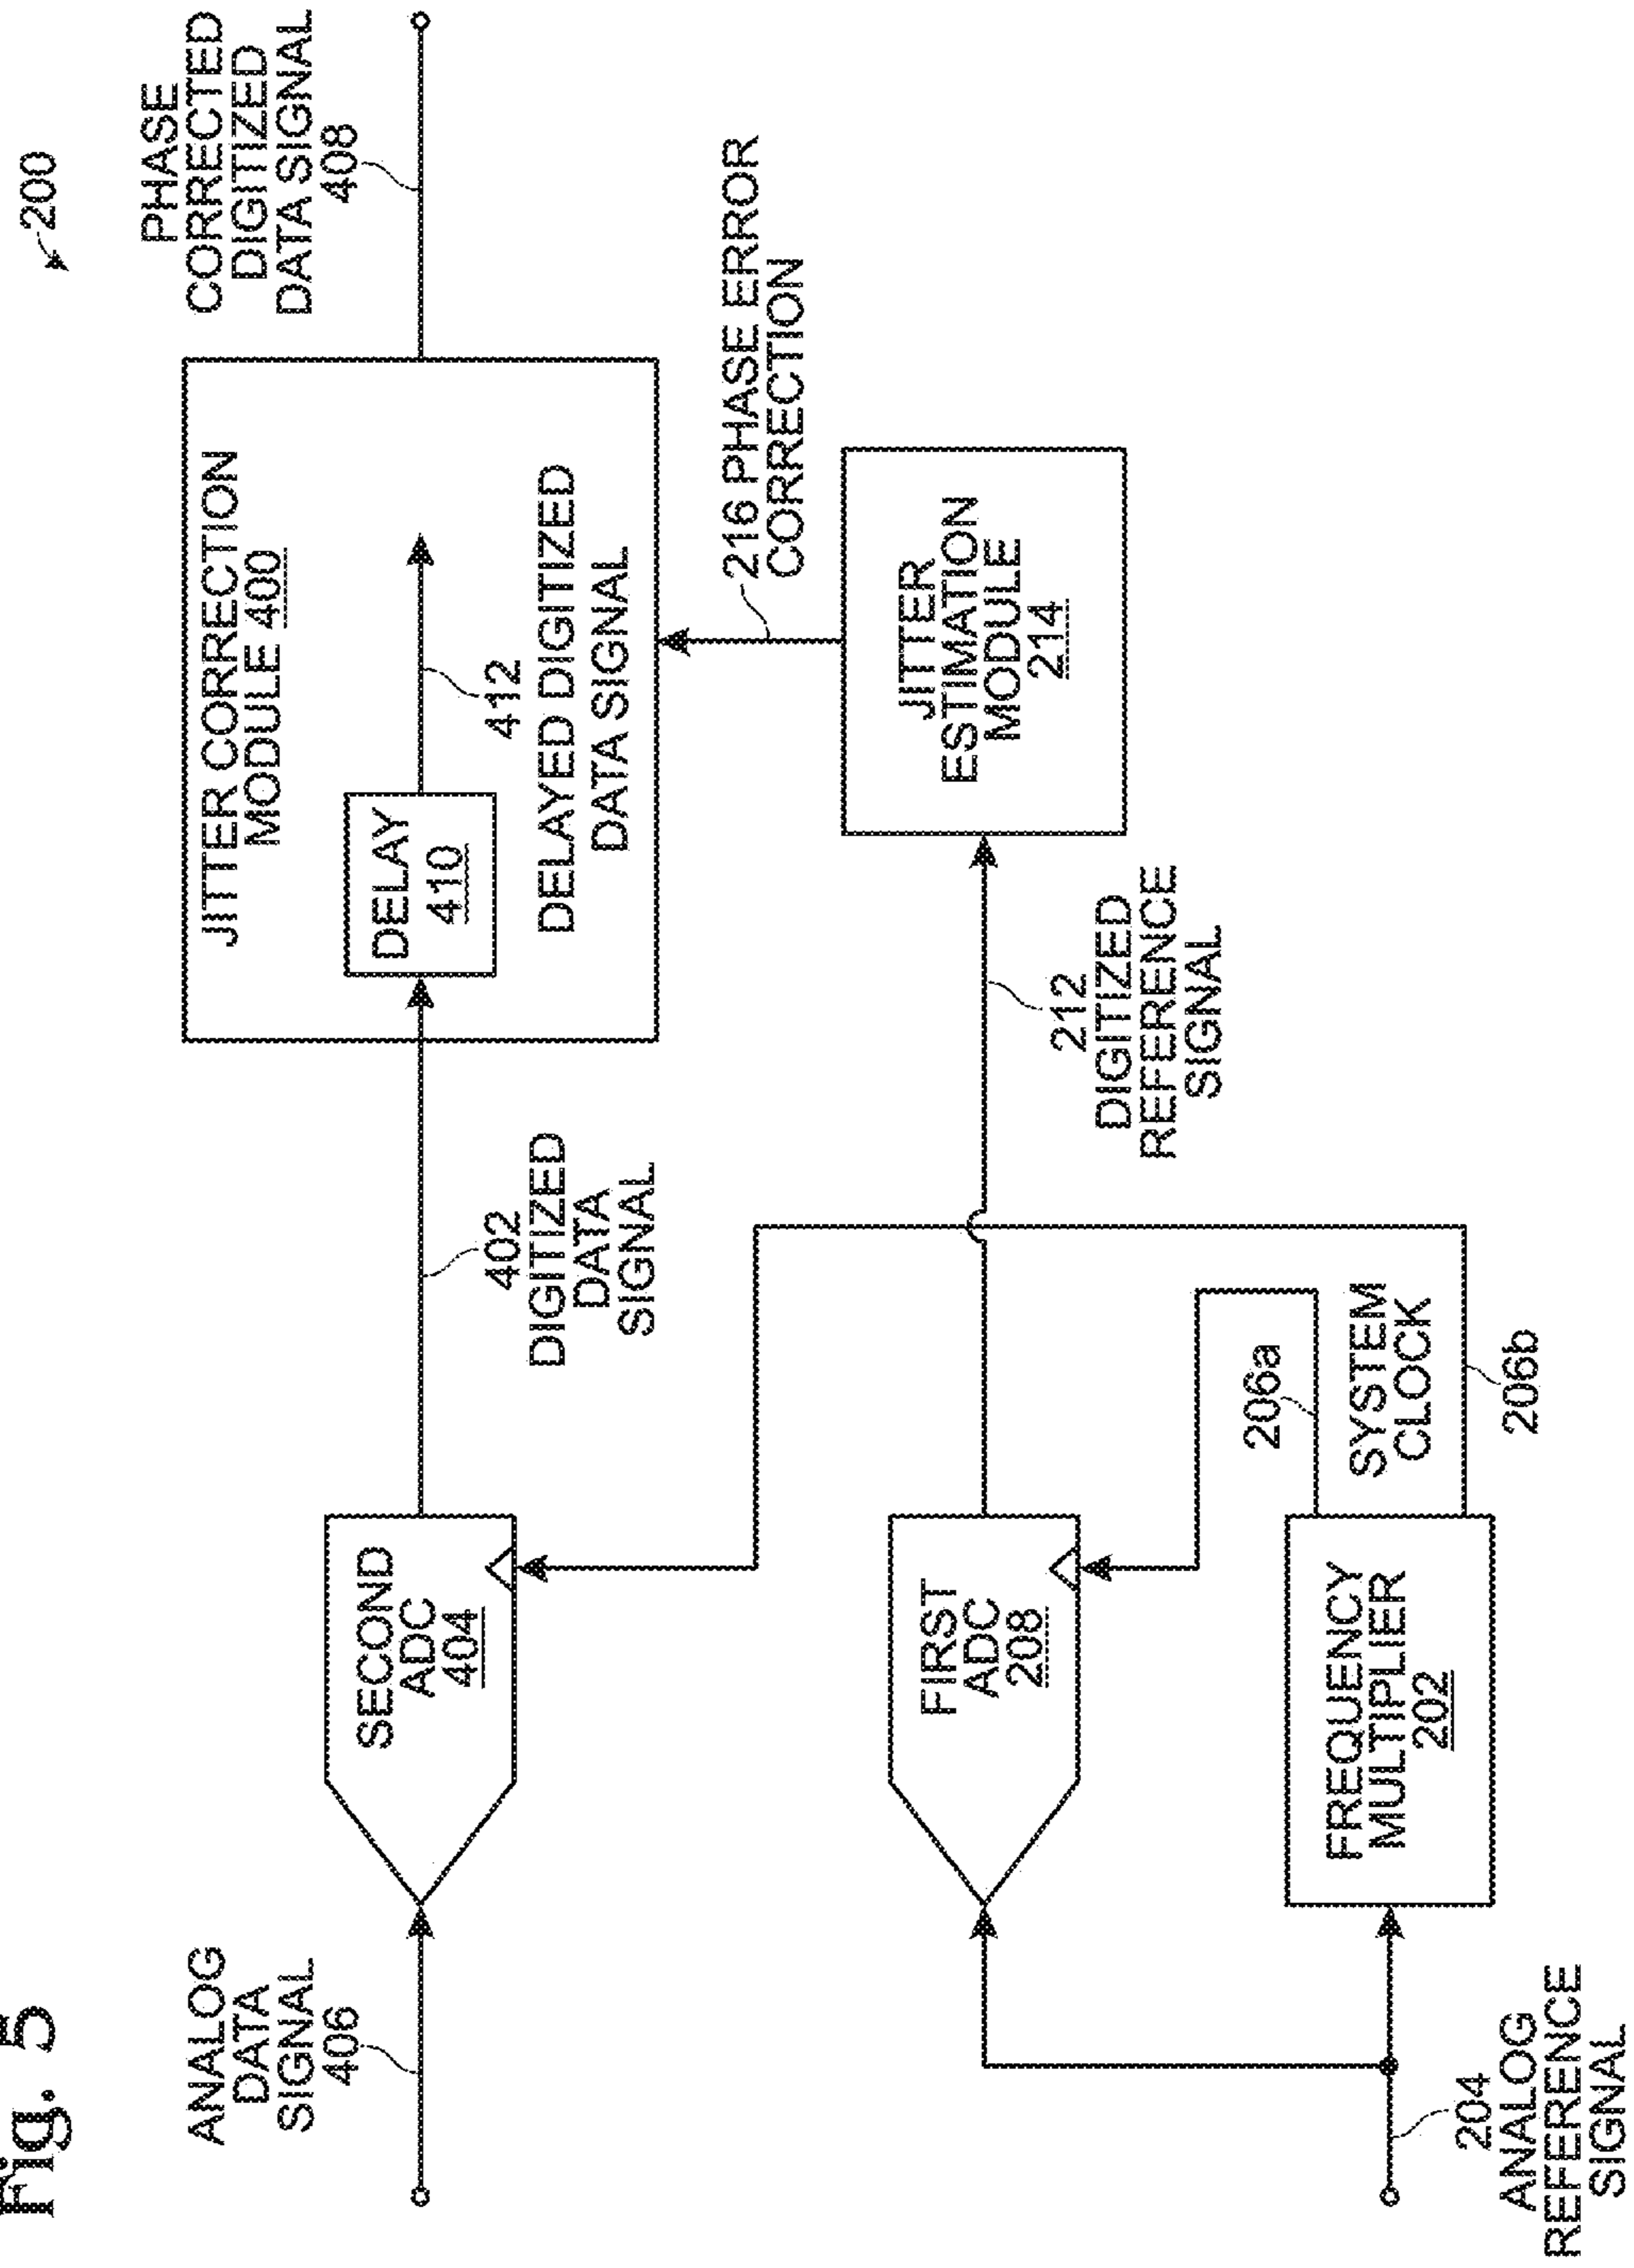 Fig. 5
200
ANALOG
DATA
SIGNAL
406
SECOND
ADC
404
402
DIGITIZED
DATA
SIGNAL
JITTER CORRECTION
MODULE 400
DELAY
410
412
DELAYED DIGITIZED
DATA SIGNAL
PHASE
CORRECTED
DIGITIZED
DATA SIGNAL
408
216 PHASE ERROR
CORRECTION
FIRST
ADC
208
212
DIGITIZED
REFERENCE
SIGNAL
JITTER
ESTIMATION
MODULE
214
204
ANALOG
REFERENCE
SIGNAL
FREQUENCY
MULTIPLIER
202
206a
SYSTEM
CLOCK
206b